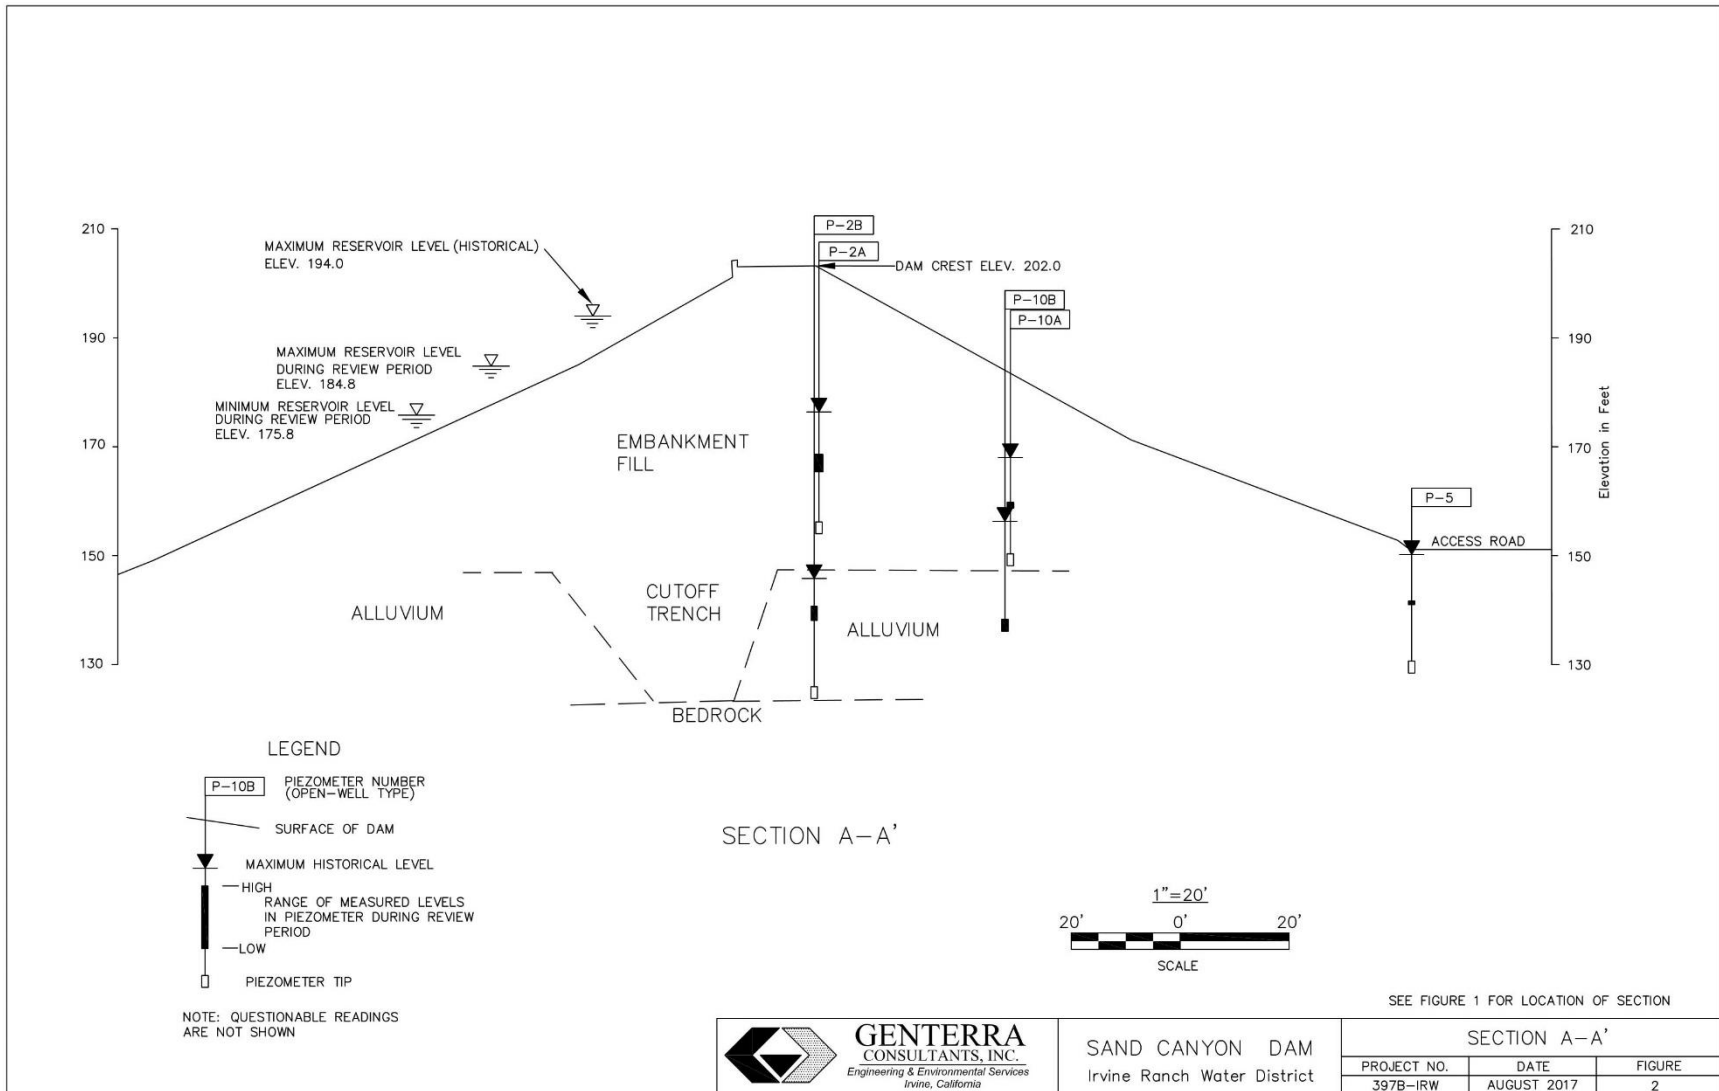 P-2B
210
210
MAXIMUM RESERVOIR LEVEL (HISTORICAL)
ELEV. 194.0
P-2A
DAM CREST ELEV. 202.0
P-10B
P-10A
190
190
MAXIMUM RESERVOIR LEVEL
DURING REVIEW PERIOD
ELEV. 184.8
MINIMUM RESERVOIR LEVEL
DURING REVIEW PERIOD
ELEV. 175.8
170
170
EMBANKMENT
FILL
Elevation in Feet
P-5
ACCESS ROAD
150
150
CUTOFF
TRENCH
ALLUVIUM
ALLUVIUM
130
130
BEDROCK
LEGEND
P-10B
PIEZOMETER NUMBER
(OPEN-WELL TYPE)
SURFACE OF DAM
MAXIMUM HISTORICAL LEVEL
HIGH
RANGE OF MEASURED LEVELS
IN PIEZOMETER DURING REVIEW
PERIOD
LOW
PIEZOMETER TIP
NOTE: QUESTIONABLE READINGS
ARE NOT SHOWN
SECTION A-A'
1"=20'
20' 0' 20'
SCALE
SEE FIGURE 1 FOR LOCATION OF SECTION
GENTERRA
CONSULTANTS, INC.
Engineering & Environmental Services
Irvine, California
SAND CANYON DAM
Irvine Ranch Water District
SECTION A-A'
PROJECT NO. DATE FIGURE
397B-IRW AUGUST 2017 2